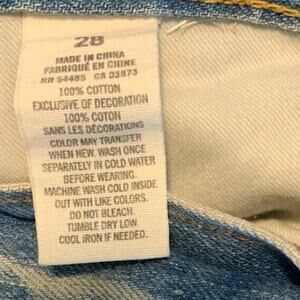 28
MADE IN CHINA
FABRIQUÉ EN CHINE
RN 54485 CA 03973
100% COTTON
EXCLUSIVE OF DECORATION
100% COTON
SANS LES DÉCORATIONS
COLOR MAY TRANSFER
WHEN NEW. WASH ONCE
SEPARATELY IN COLD WATER
BEFORE WEARING.
MACHINE WASH COLD INSIDE
OUT WITH LIKE COLORS.
DO NOT BLEACH.
TUMBLE DRY LOW.
COOL IRON IF NEEDED.